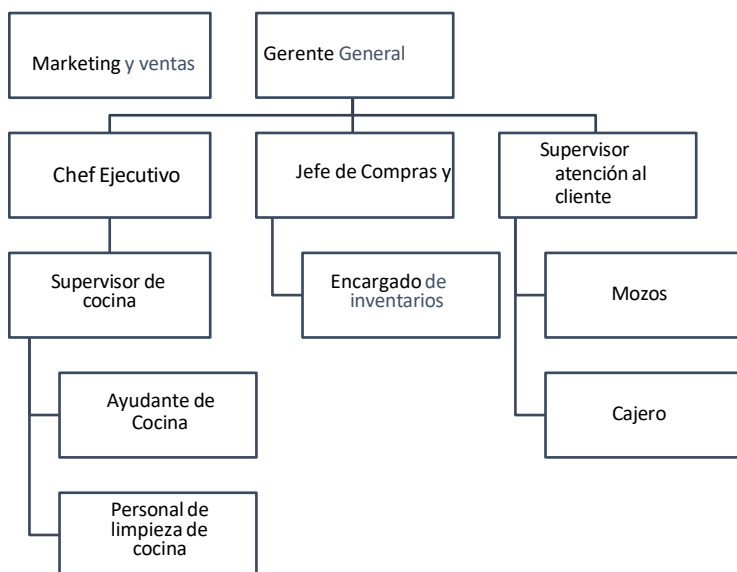 Marketing y ventas
Gerente General
Chef Ejecutivo
Jefe de Compras y
Supervisor
atención al
cliente
Supervisor de
cocina
Encargado de
inventarios
Mozos
Ayudante de
Cocina
Cajero
Personal de
limpieza de
cocina